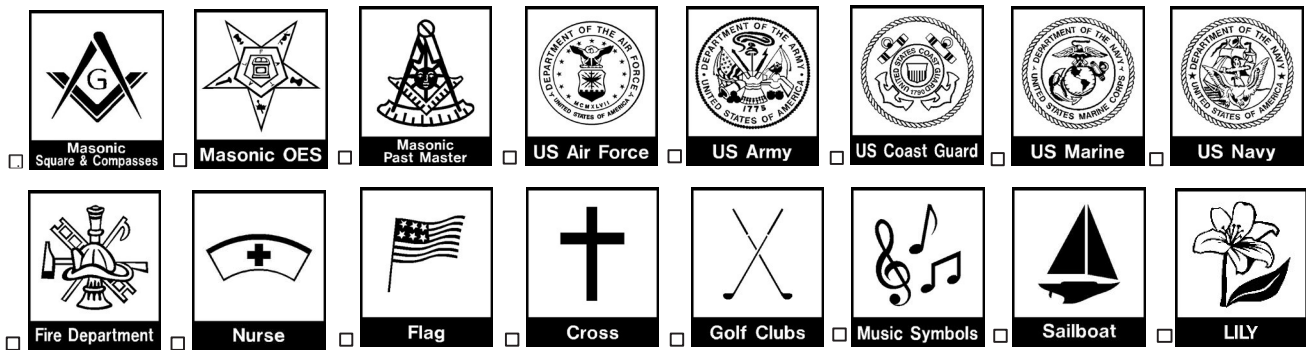 G
DEPARTMENT OF THE AIR FORCE
MCMXLVII
UNITED STATES OF AMERICA
DEPARTMENT OF THE ARMY
1775
UNITED STATES OF AMERICA
UNITED STATES COAST GUARD
1790
DEPARTMENT OF THE NAVY
UNITED STATES MARINE CORPS
DEPARTMENT OF THE NAVY
UNITED STATES OF AMERICA
Masonic
Square & Compasses
Masonic OES
Masonic
Past Master
US Air Force
US Army
US Coast Guard
US Marine
US Navy
Fire Department
Nurse
Flag
Cross
Golf Clubs
Music Symbols
Sailboat
LILY